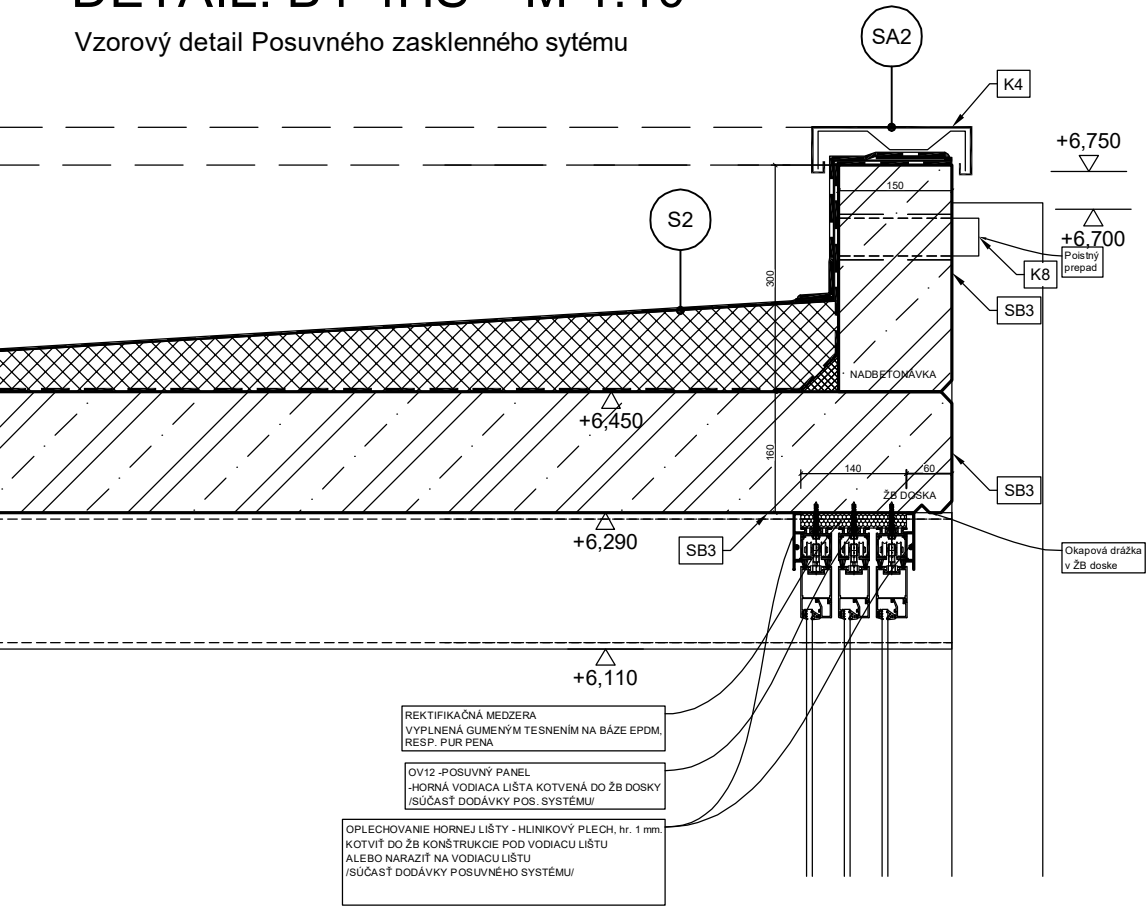 Vzorový detail Posuvného zasklenného sytému
SA2
K4
+6,750
150
S2
+6,700
Poistný
prepad
K8
300
SB3
NADBETONÁVKA
+6,450
160
140
60
ŽB DOSKA
SB3
+6,290
SB3
Okapová drážka
v ŽB doske
+6,110
REKTIFIKAČNÁ MEDZERA
VYPLNENÁ GUMENÝM TESNENÍM NA BÁZE EPDM,
RESP. PUR PENA
OV12 -POSUVNÝ PANEL
-HORNÁ VODIACA LIŠTA KOTVENÁ DO ŽB DOSKY
/SÚČASŤ DODÁVKY POS. SYSTÉMU/
OPLECHOVANIE HORNEJ LIŠTY - HLINIKOVÝ PLECH, hr. 1 mm.
KOTVIŤ DO ŽB KONŠTRUKCIE POD VODIACU LIŠTU
ALEBO NARAZIŤ NA VODIACU LIŠTU
/SÚČASŤ DODÁVKY POSUVNÉHO SYSTÉMU/